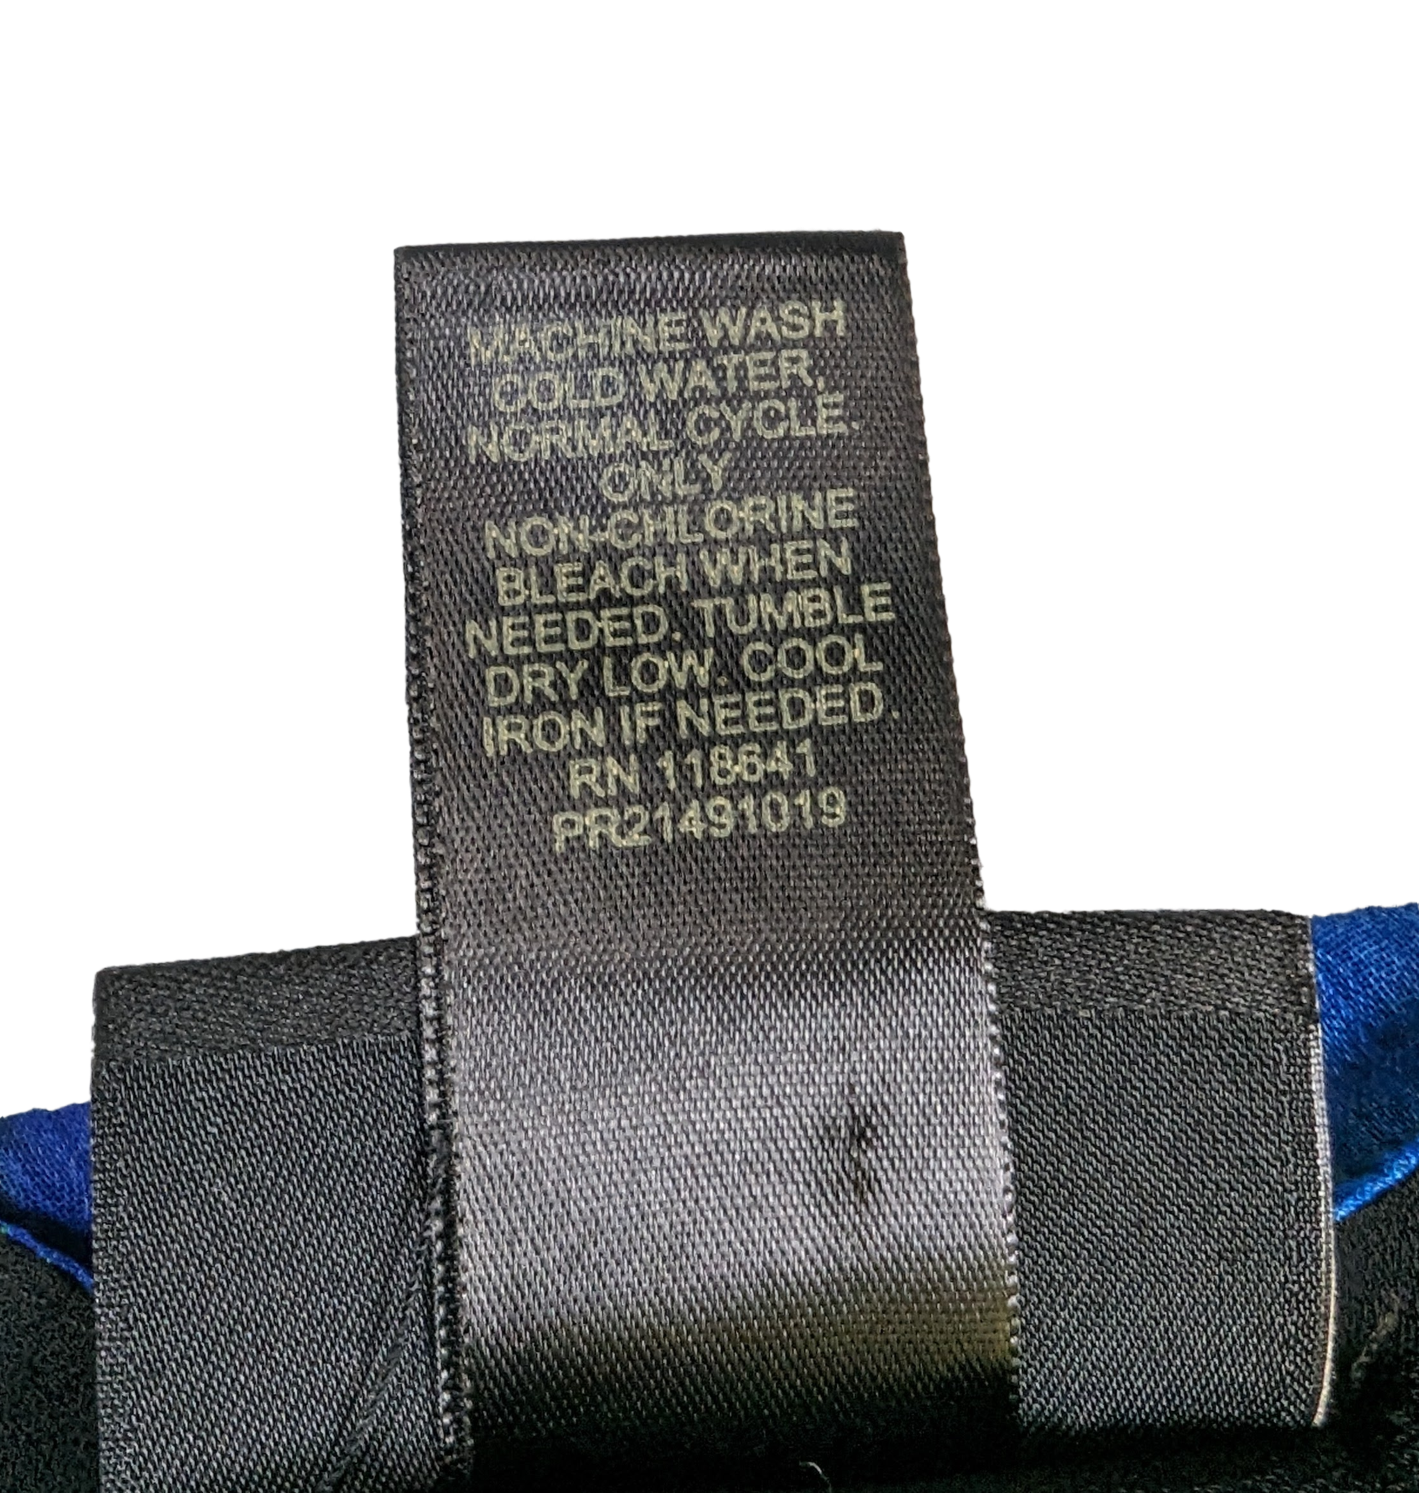 MACHINE WASH
COLD WATER,
NORMAL CYCLE.
ONLY
NON-CHLORINE
BLEACH WHEN
NEEDED. TUMBLE
DRY LOW. COOL
IRON IF NEEDED.
RN 118641
PR21491019